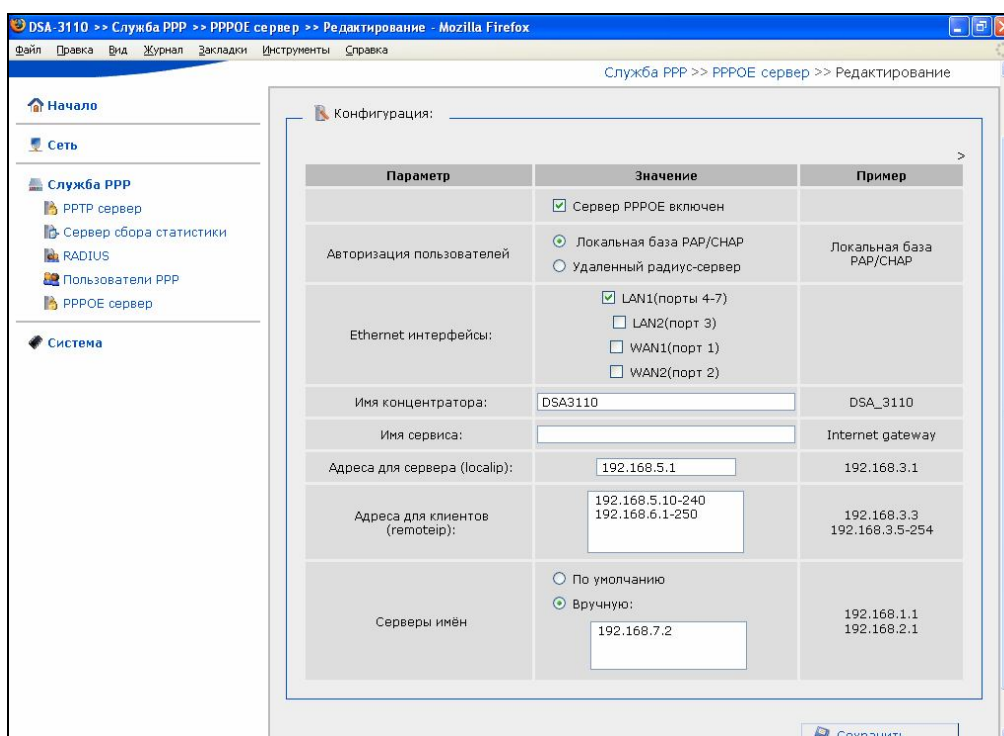 DSA-3110 >> Служба PPP >> PPPOE сервер >> Редактирование - Mozilla Firefox
Файл Правка Вид Журнал Закладки Инструменты Справка
Служба PPP >> PPPOE сервер >> Редактирование
Начало
Сеть
Служба PPP
PPTP сервер
Сервер сбора статистики
RADIUS
Пользователи PPP
PPPOE сервер
Система
Конфигурация:
>
Параметр Значение Пример
Сервер PPPOE включен
Авторизация пользователей
Локальная база PAP/CHAP
Удаленный радиус-сервер
Локальная база
PAP/CHAP
Ethernet интерфейсы:
LAN1(порты 4-7)
LAN2(порт 3)
WAN1(порт 1)
WAN2(порт 2)
Имя концентратора: DSA3110 DSA_3110
Имя сервиса: Internet gateway
Адреса для сервера (localip): 192.168.5.1 192.168.3.1
Адреса для клиентов
(remoteip):
192.168.5.10-240
192.168.6.1-250
192.168.3.3
192.168.3.5-254
Серверы имён
По умолчанию
Вручную:
192.168.7.2
192.168.1.1
192.168.2.1
Сохранить